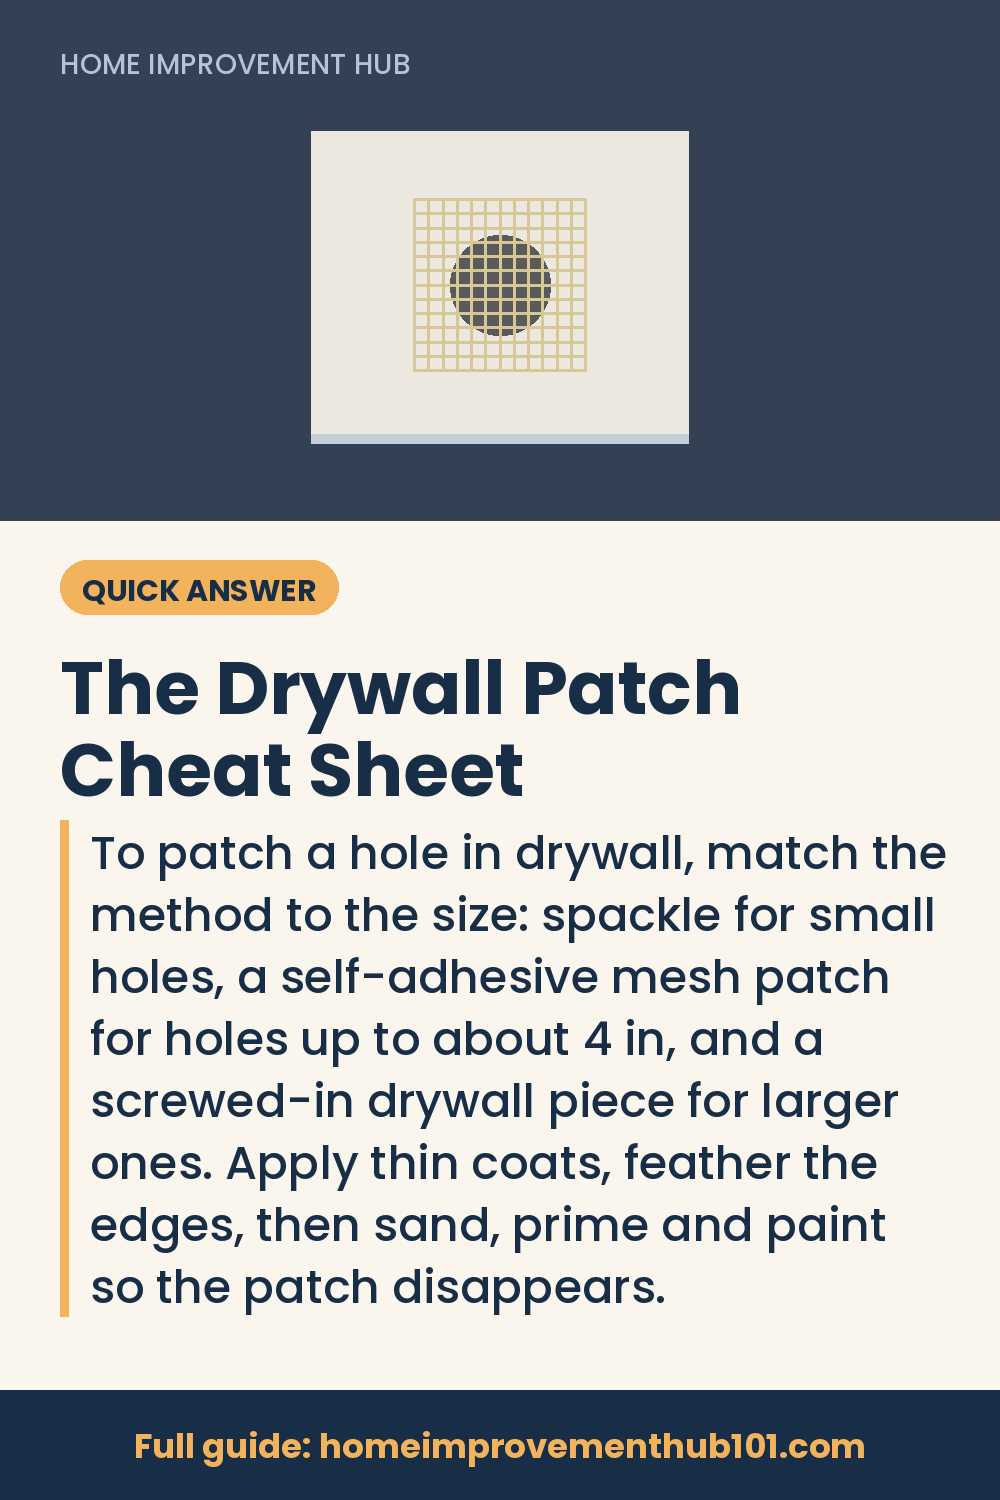 HOME IMPROVEMENT HUB
QUICK ANSWER
The Drywall Patch
Cheat Sheet
To patch a hole in drywall, match the
method to the size: spackle for small
holes, a self-adhesive mesh patch
for holes up to about 4 in, and a
screwed-in drywall piece for larger
ones. Apply thin coats, feather the
edges, then sand, prime and paint
so the patch disappears.
Full guide: homeimprovementhub101.com